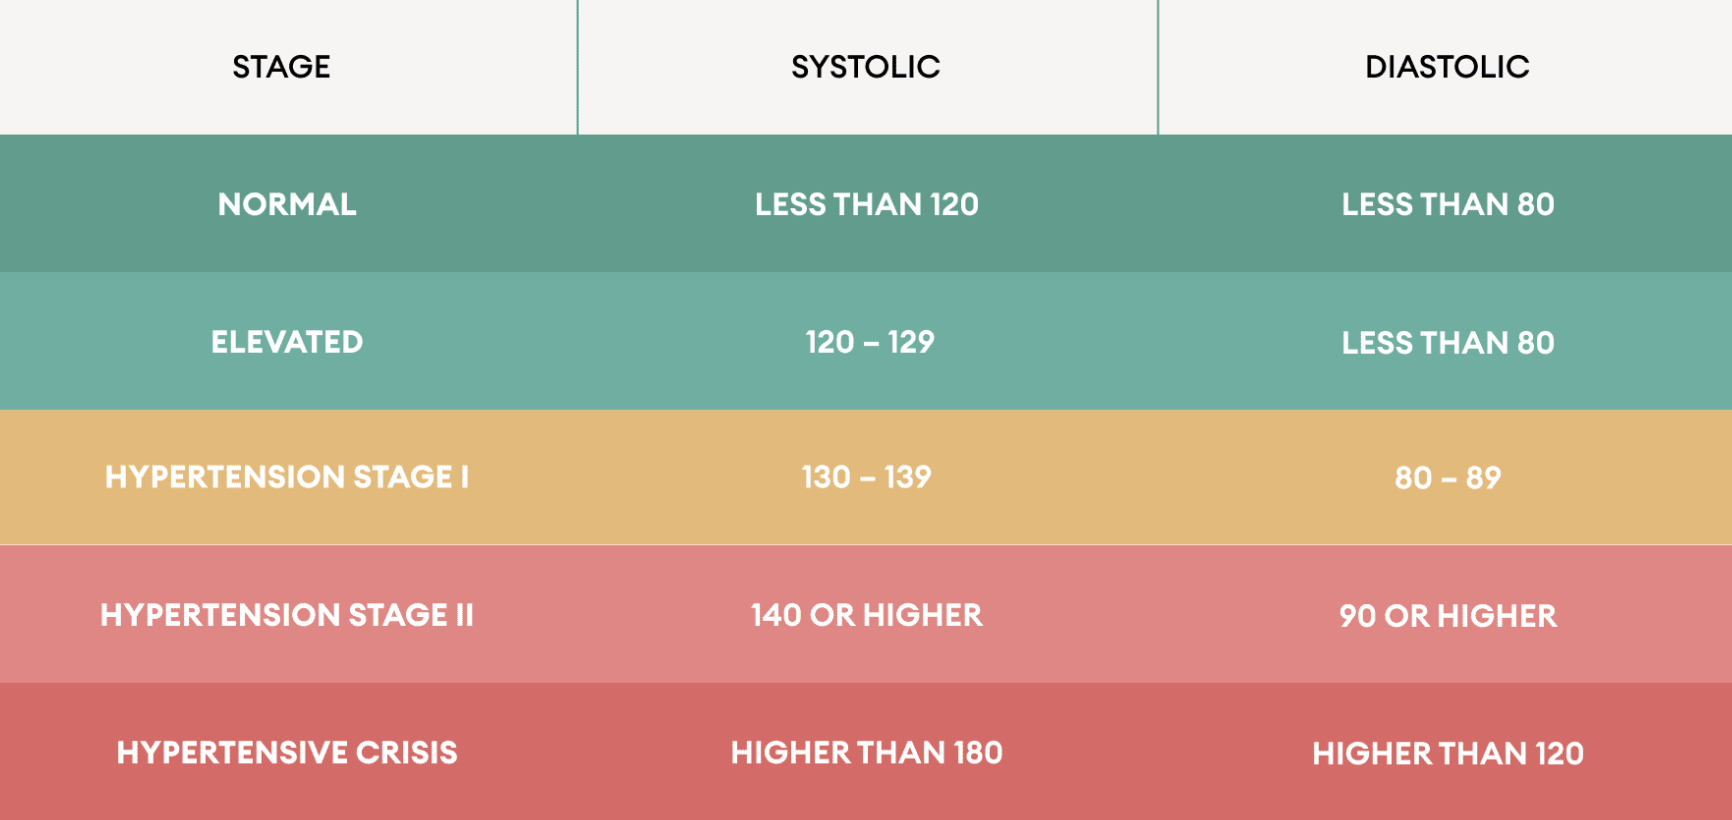 STAGE SYSTOLIC DIASTOLIC
NORMAL LESS THAN 120 LESS THAN 80
ELEVATED 120 – 129 LESS THAN 80
HYPERTENSION STAGE I 130 – 139 80 – 89
HYPERTENSION STAGE II 140 OR HIGHER 90 OR HIGHER
HYPERTENSIVE CRISIS HIGHER THAN 180 HIGHER THAN 120